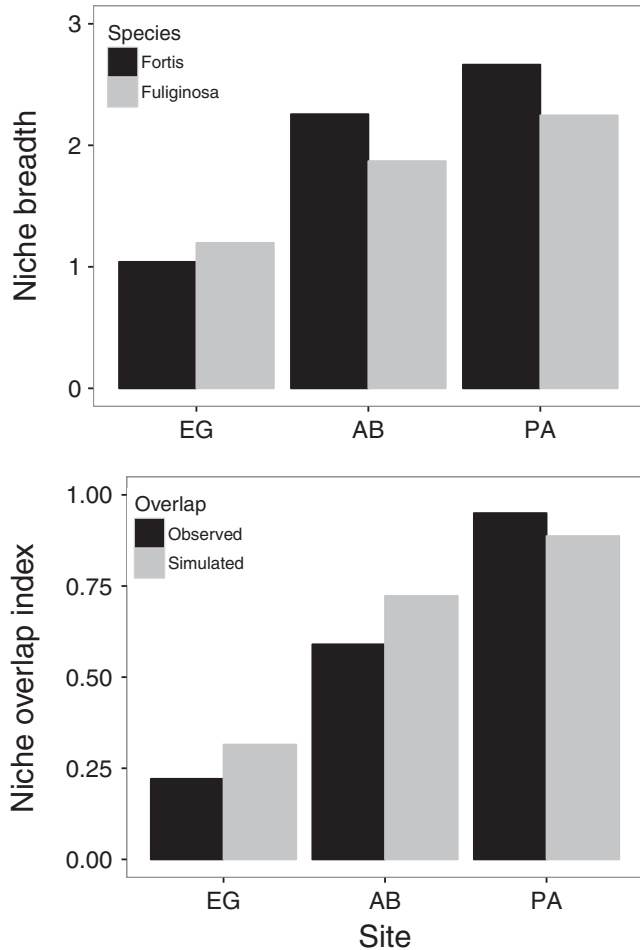 Niche breadth
3
2
1
0
Species
Fortis
Fuliginosa
EG AB PA
Niche overlap index
1.00
0.75
0.50
0.25
0.00
Overlap
Observed
Simulated
EG AB PA
Site